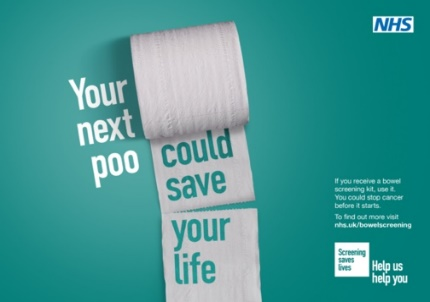 NHS
Your
next
poo
could
save
your
life
If you receive a bowel
screening kit, use it.
You could stop cancer
before it starts.
To find out more visit
nhs.uk/bowelscreening
Screening
saves
lives
Help us
help you